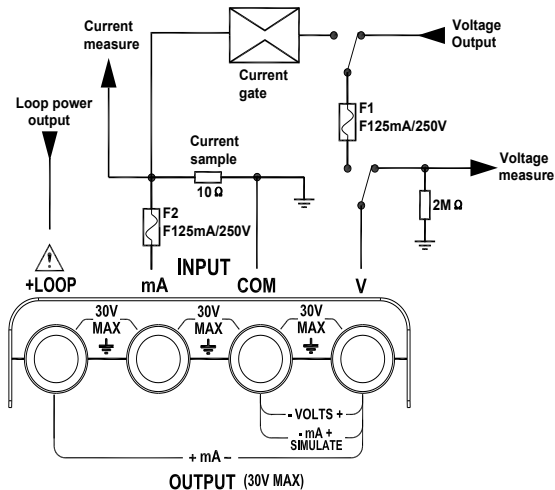 Current
measure
Voltage
Output
Current
gate
Loop power
output
F1
F125mA/250V
Current
sample
10 Ω
Voltage
measure
2M Ω
F2
F125mA/250V
INPUT
+LOOP
mA
COM
V
30V
MAX
30V
MAX
30V
MAX
- VOLTS +
- mA +
SIMULATE
+ mA –
OUTPUT (30V MAX)